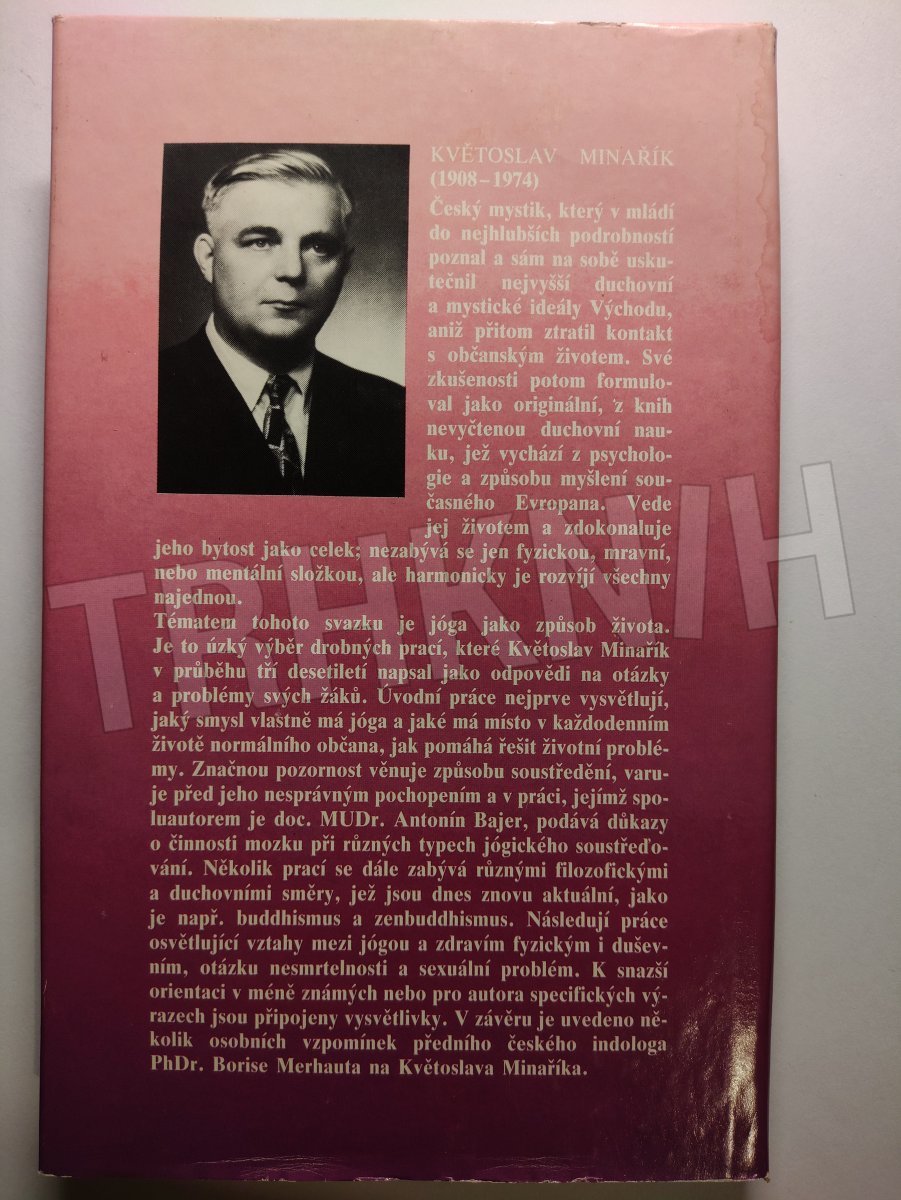 KVĚTOSLAV MINAŘÍK
(1908–1974)
Český mystik, který v mládí
do nejhlubších podrobností
poznal a sám na sobě usku-
tečnil nejvyšší duchovní
a mystické ideály Východu,
aniž přitom ztratil kontakt
s občanským životem. Své
zkušenosti potom formulo-
val jako originální, z knih
nevyčtenou duchovní nau-
ku, jež vychází z psycholo-
gie a způsobu myšlení sou-
časného Evropana. Vede
jej životem a zdokonaluje
jeho bytost jako celek; nezabývá se jen fyzickou, mravní,
nebo mentální složkou, ale harmonicky je rozvíjí všechny
najednou.
Tématem tohoto svazku je jóga jako způsob života.
Je to úzký výběr drobných prací, které Květoslav Minařík
v průběhu tří desetiletí napsal jako odpovědi na otázky
a problémy svých žáků. Úvodní práce nejprve vysvětlují,
jaký smysl vlastně má jóga a jaké má místo v každodenním
životě normálního občana, jak pomáhá řešit životní problé-
my. Značnou pozornost věnuje způsobu soustředění, varu-
je před jeho nesprávným pochopením a v práci, jejímž spo-
luautorem je doc. MUDr. Antonín Bajer, podává důkazy
o činnosti mozku při různých typech jógického soustřeďo-
vání. Několik prací se dále zabývá různými filozofickými
a duchovními směry, jež jsou dnes znovu aktuální, jako
je např. buddhismus a zenbuddhismus. Následují práce
osvětlující vztahy mezi jógou a zdravím fyzickým i dušev-
ním, otázku nesmrtelnosti a sexuální problém. K snazší
orientaci v méně známých nebo pro autora specifických vý-
razech jsou připojeny vysvětlivky. V závěru je uvedeno ně-
kolik osobních vzpomínek předního českého indologa
PhDr. Borise Merhauta na Květoslava Minaříka.
TRHKNIH